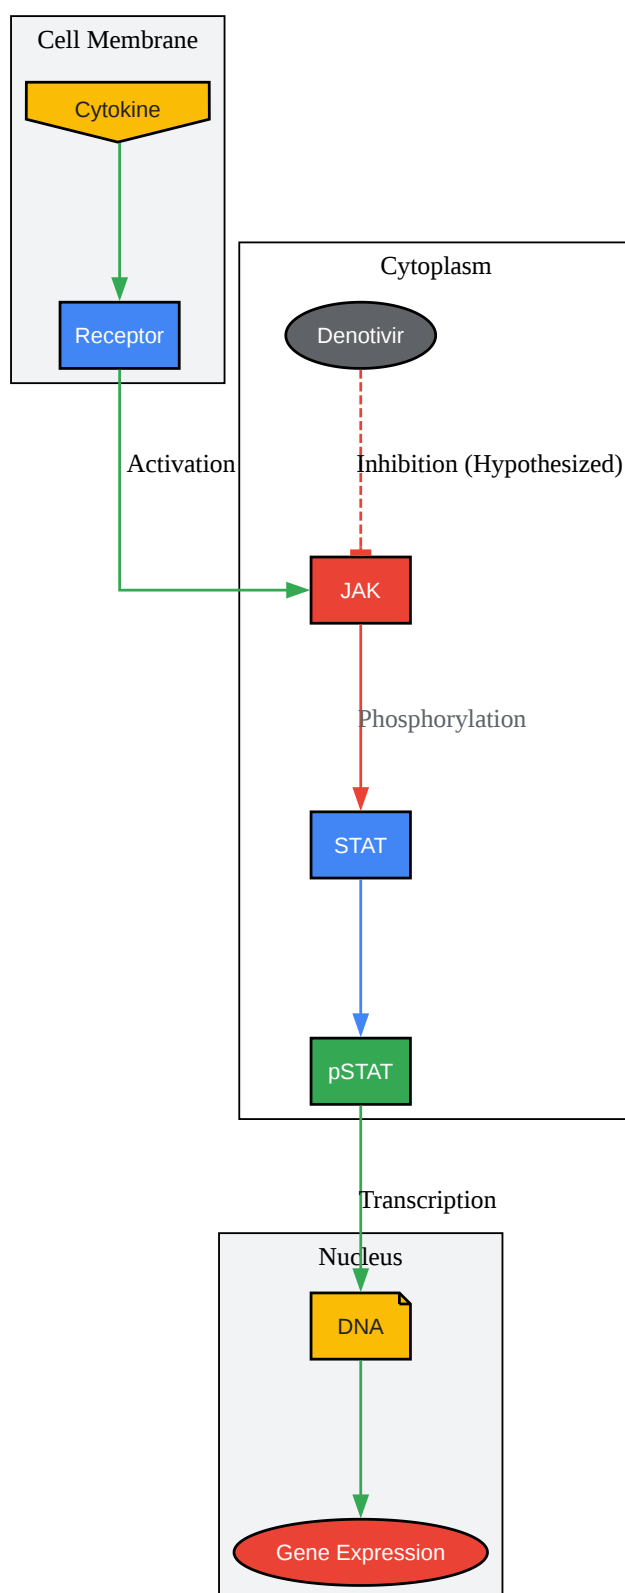 Cell Membrane
Cytokine
Receptor
Activation
Cytoplasm
Denotivir
Inhibition (Hypothesized)
JAK
Phosphorylation
STAT
pSTAT
Transcription
Nucleus
DNA
Gene Expression